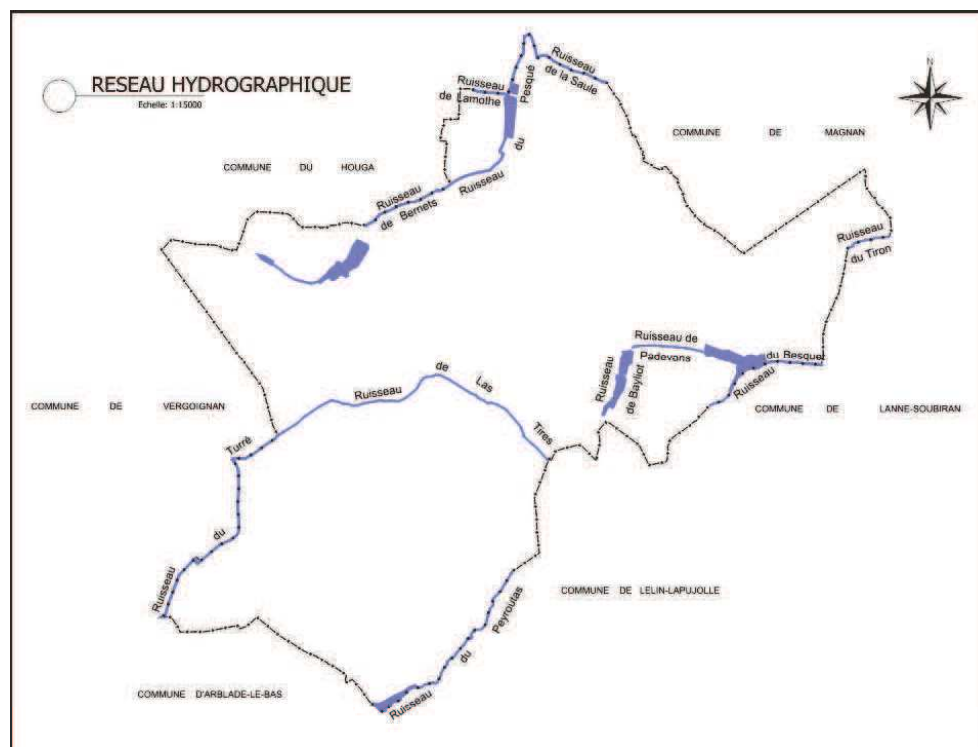 RESEAU HYDROGRAPHIQUE
Echelle: 1:15000
N
Ruisseau
de la Saule
Ruisseau
de Lamothe
Ruisseau du Pesqué
COMMUNE DE MAGNAN
COMMUNE DU HOUGA
Ruisseau
de Bernets
Ruisseau
du Tiron
Ruisseau de
Padevans
Ruisseau
de Bayliot
Ruisseau du Besquet
Ruisseau de Las Tires
COMMUNE DE VERGOIGNAN
COMMUNE DE LANNE-SOUBIRAN
Ruisseau du Turré
COMMUNE DE LELIN-LAPUJOLLE
Ruisseau du Peyroutas
COMMUNE D'ARBLADE-LE-BAS